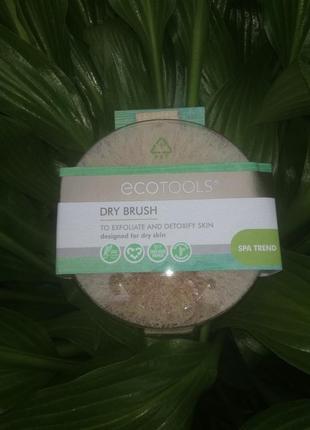 ecoTOOLS®
DRY BRUSH
TO EXFOLIATE AND DETOXIFY SKIN
designed for dry skin
SPA TREND